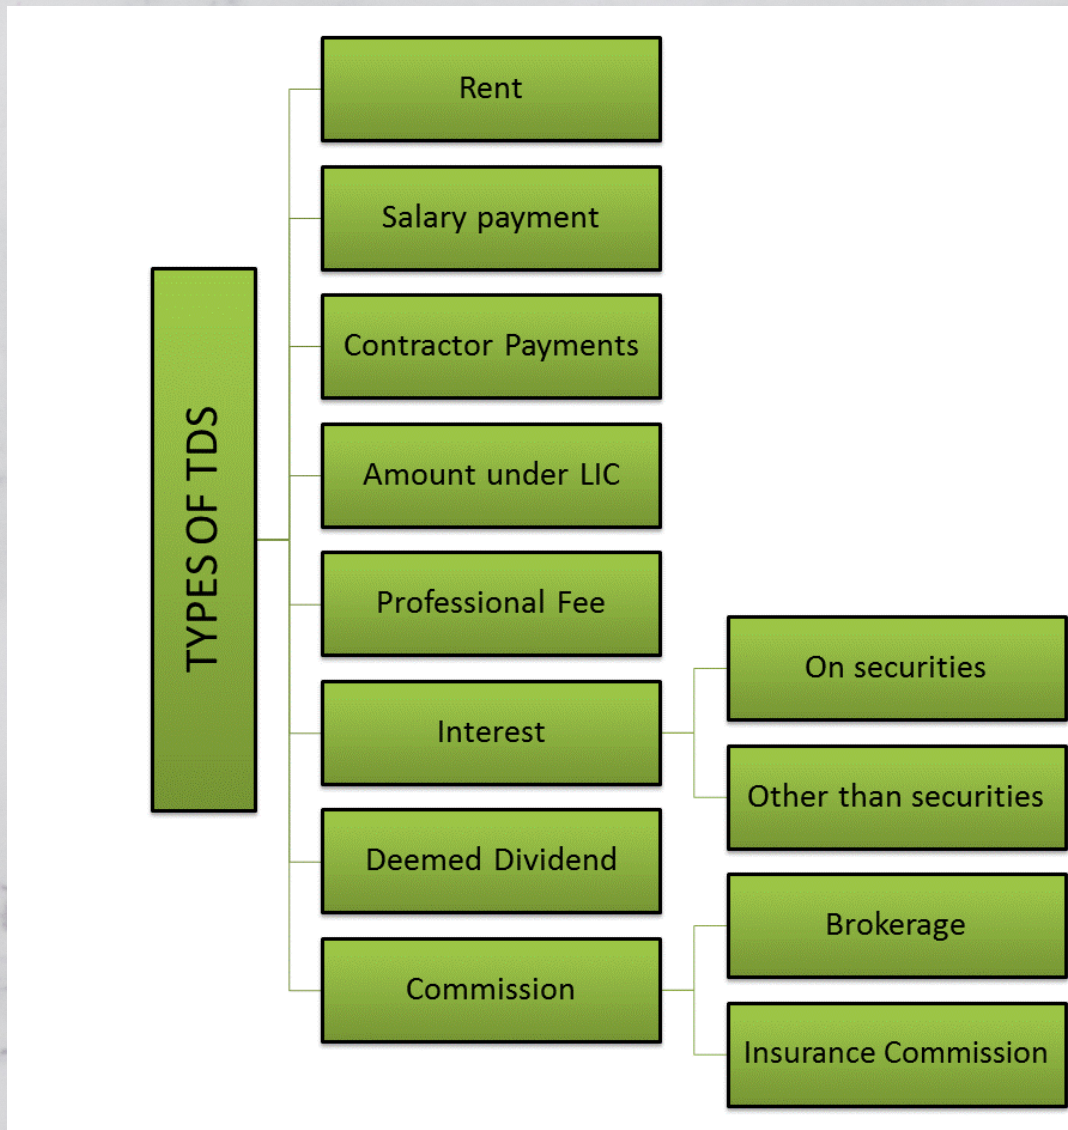 TYPES OF TDS
Rent
Salary payment
Contractor Payments
Amount under LIC
Professional Fee
Interest
On securities
Other than securities
Deemed Dividend
Commission
Brokerage
Insurance Commission